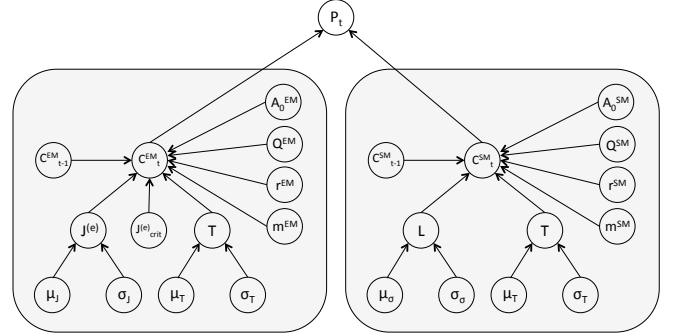 P_t
A_0^EM
A_0^SM
Q^EM
Q^SM
C^EM_t-1
C^EM_t
C^SM_t-1
C^SM_t
r^EM
r^SM
m^EM
m^SM
J^(e)
J^(e)_crit
T
L
T
μ_J
σ_J
μ_T
σ_T
μ_σ
σ_σ
μ_T
σ_T